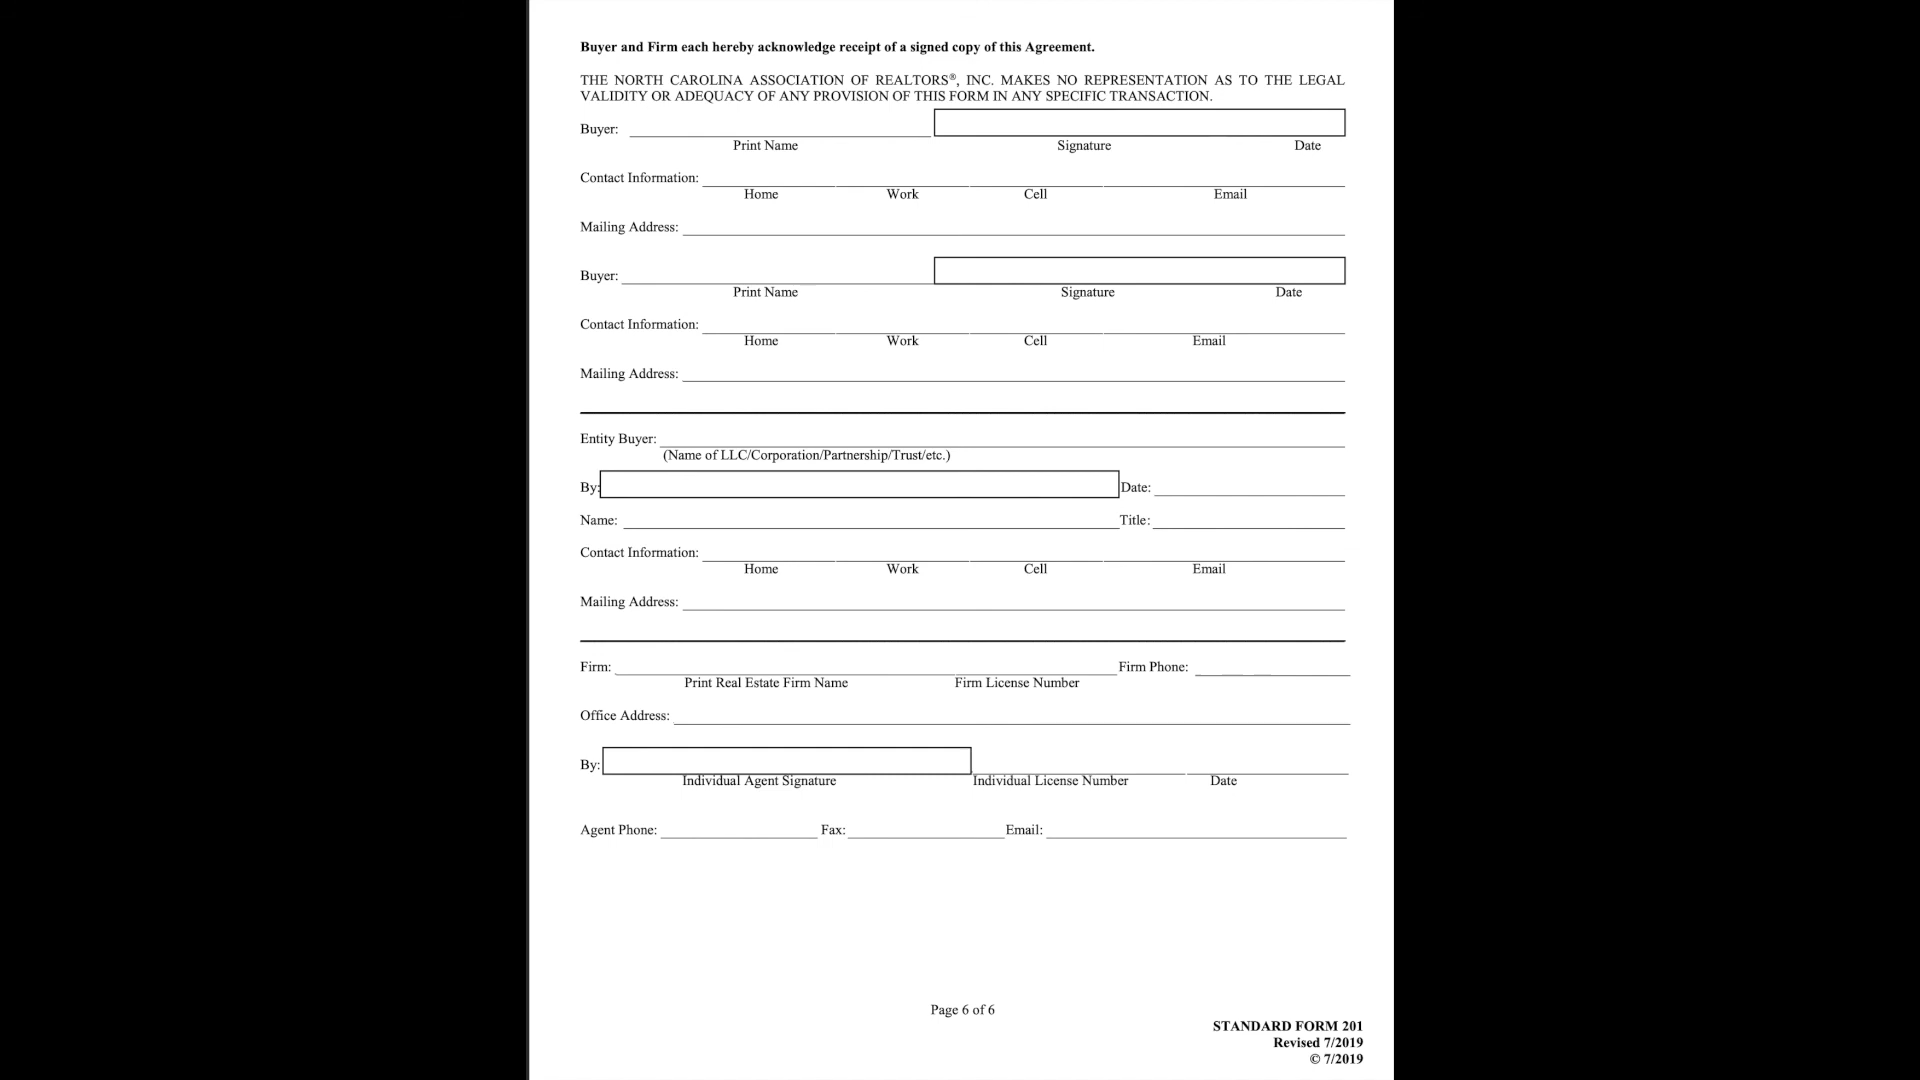 Buyer and Firm each hereby acknowledge receipt of a signed copy of this Agreement.
THE NORTH CAROLINA ASSOCIATION OF REALTORS®, INC. MAKES NO REPRESENTATION AS TO THE LEGAL
VALIDITY OR ADEQUACY OF ANY PROVISION OF THIS FORM IN ANY SPECIFIC TRANSACTION.
Buyer:
Print Name Signature Date
Contact Information:
Home Work Cell Email
Mailing Address:
Buyer:
Print Name Signature Date
Contact Information:
Home Work Cell Email
Mailing Address:
Entity Buyer:
(Name of LLC/Corporation/Partnership/Trust/etc.)
By: Date:
Name: Title:
Contact Information:
Home Work Cell Email
Mailing Address:
Firm: Firm Phone:
Print Real Estate Firm Name Firm License Number
Office Address:
By:
Individual Agent Signature Individual License Number Date
Agent Phone: Fax: Email:
Page 6 of 6
STANDARD FORM 201
Revised 7/2019
© 7/2019